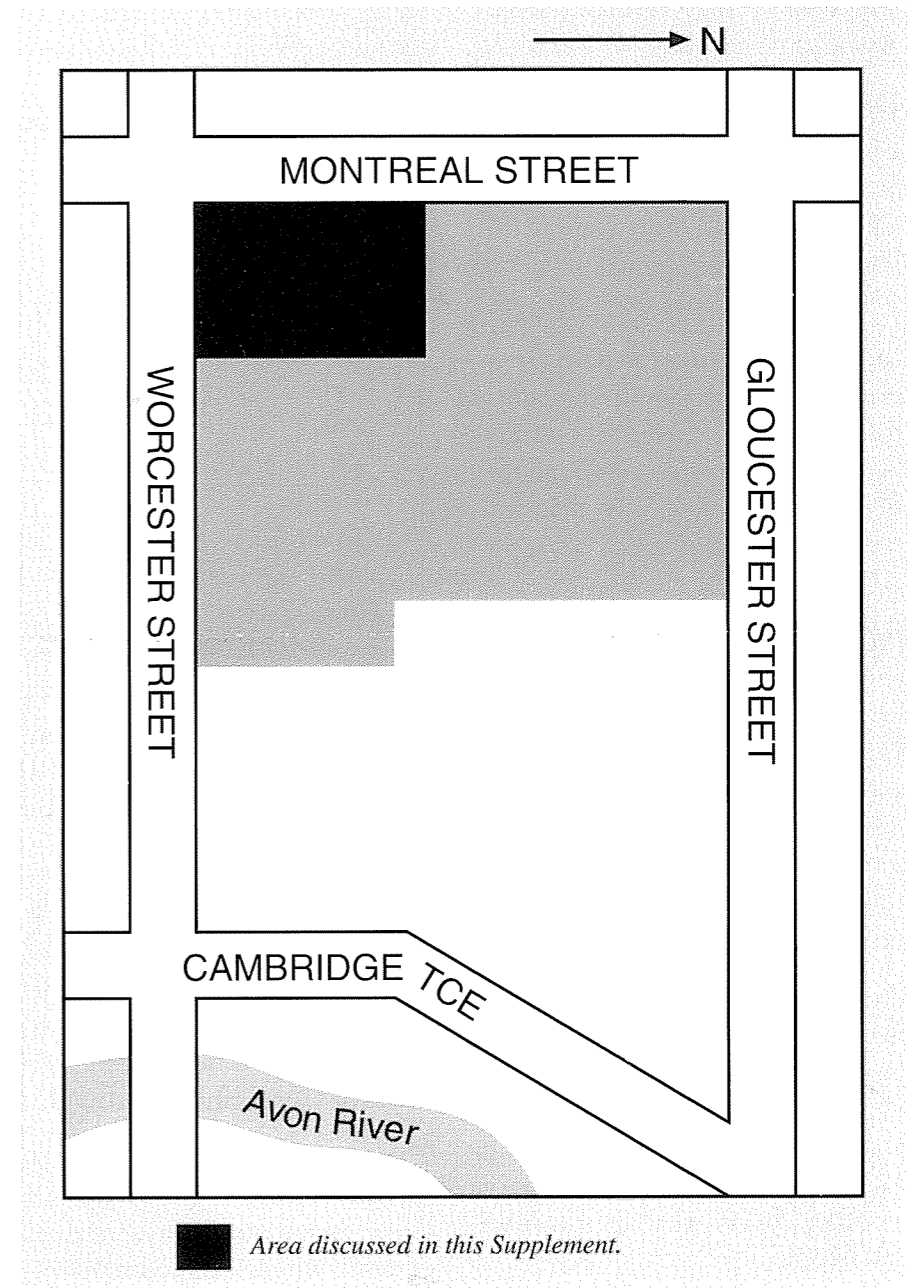 N
MONTREAL STREET
WORCESTER STREET
GLOUCESTER STREET
CAMBRIDGE TCE
Avon River
Area discussed in this Supplement.